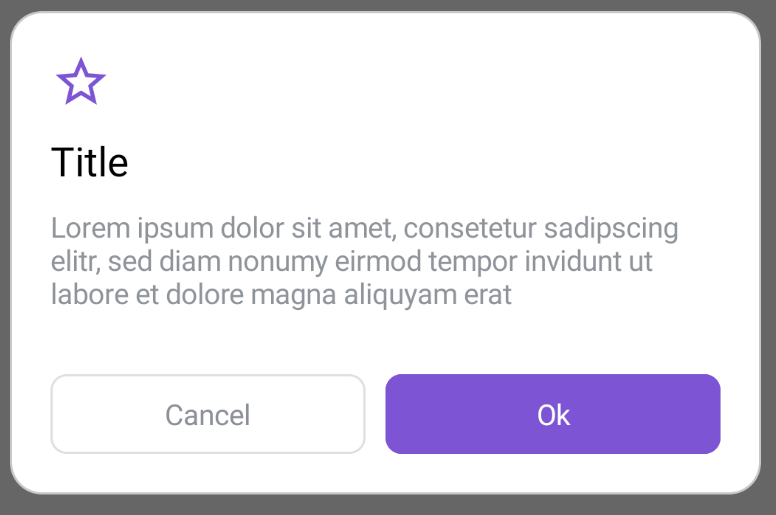 Title
Lorem ipsum dolor sit amet, consetetur sadipscing
elitr, sed diam nonumy eirmod tempor invidunt ut
labore et dolore magna aliquyam erat
Cancel
Ok